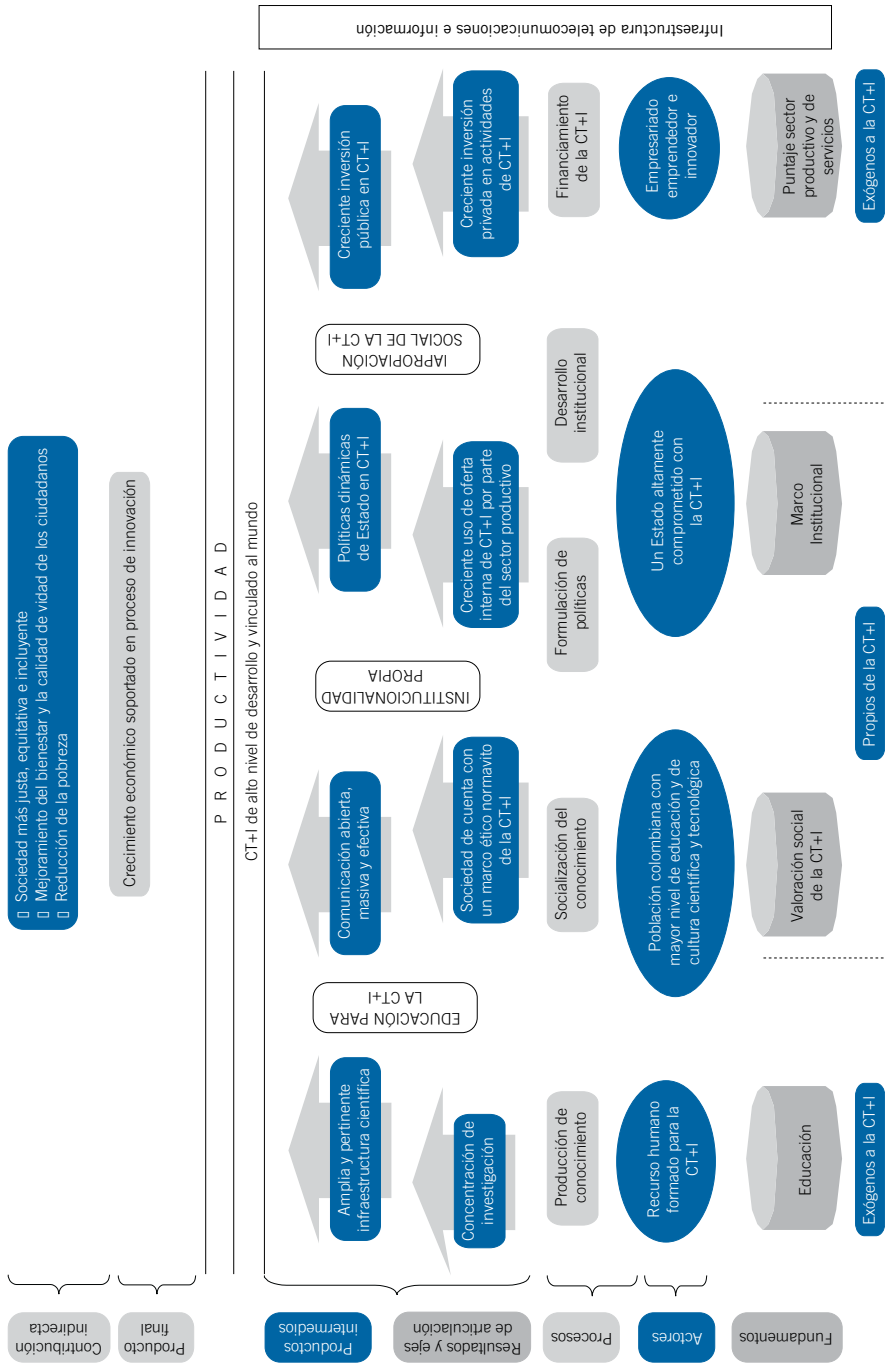 Contribución
indirecta
▯ Sociedad más justa, equitativa e incluyente
▯ Mejoramiento del bienestar y la calidad de vidad de los ciudadanos
▯ Reducción de la pobreza
Producto
final
Crecimiento económico soportado en proceso de innovación
PRODUCTIVIDAD
CT+I de alto nivel de desarrollo y vinculado al mundo
Productos
intermedios
Amplia y pertinente
infraestructura científica
Comunicación abierta,
masiva y efectiva
Políticas dinámicas
de Estado en CT+I
Creciente inversión
pública en CT+I
EDUCACIÓN PARA
LA CT+I
INSTITUCIONALIDAD
PROPIA
IAPROPIACIÓN
SOCIAL DE LA CT+I
Resultados y ejes
de articulación
Concentración de
investigación
Sociedad de cuenta con
un marco ético normavito
de la CT+I
Creciente uso de oferta
interna de CT+I por parte
del sector productivo
Creciente inversión
privada en actividades
de CT+I
Procesos
Producción de
conocimiento
Socialización del
conocimiento
Formulación de
políticas
Desarrollo
institucional
Financiamiento
de la CT+I
Actores
Recurso humano
formado para la
CT+I
Población colombiana con
mayor nivel de educación y de
cultura científica y tecnológica
Un Estado altamente
comprometido con
la CT+I
Empresariado
emprendedor e
innovador
Fundamentos
Educación
Valoración social
de la CT+I
Marco
Institucional
Puntaje sector
productivo y de
servicios
Exógenos a la CT+I
Propios de la CT+I
Exógenos a la CT+I
Infraestructura de telecomunicaciones e información